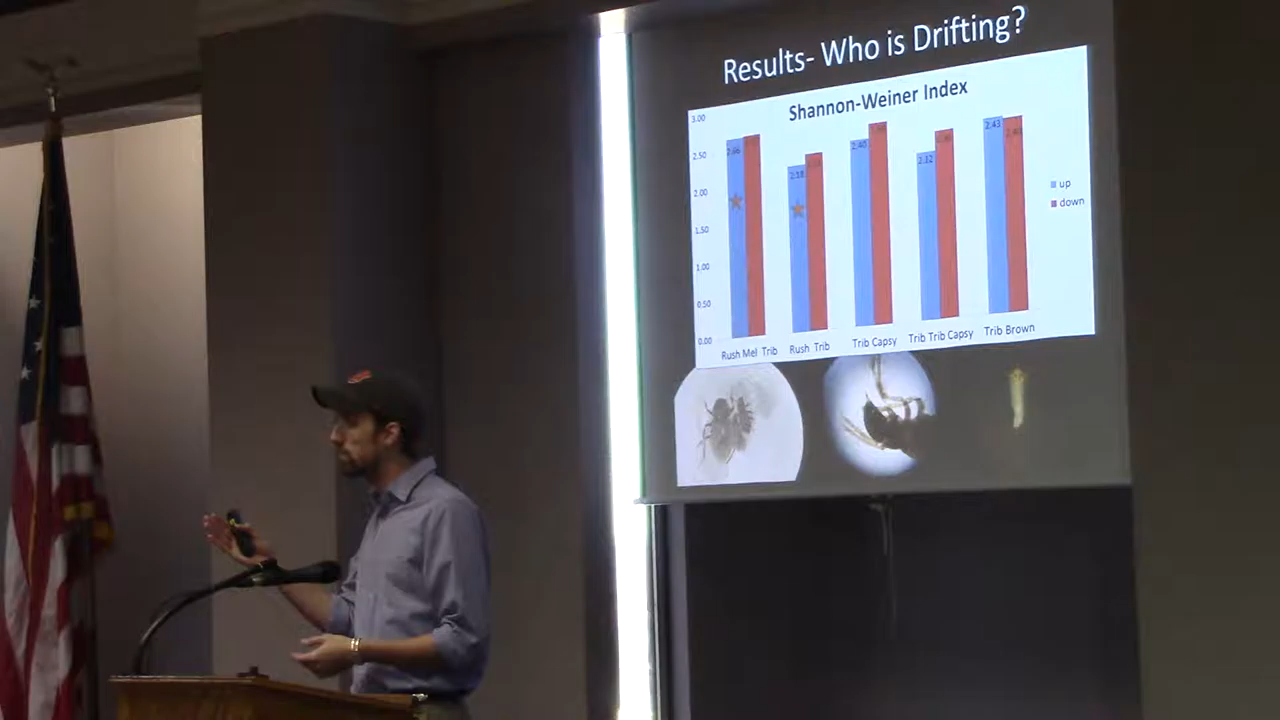 Results- Who is Drifting?
Shannon-Weiner Index
3.00
2.50
2.00
1.50
1.00
0.50
0.00
2.66
2.18
2.40
2.12
2.43
up
down
Rush Mel Trib
Rush Trib
Trib Capsy
Trib Trib Capsy
Trib Brown